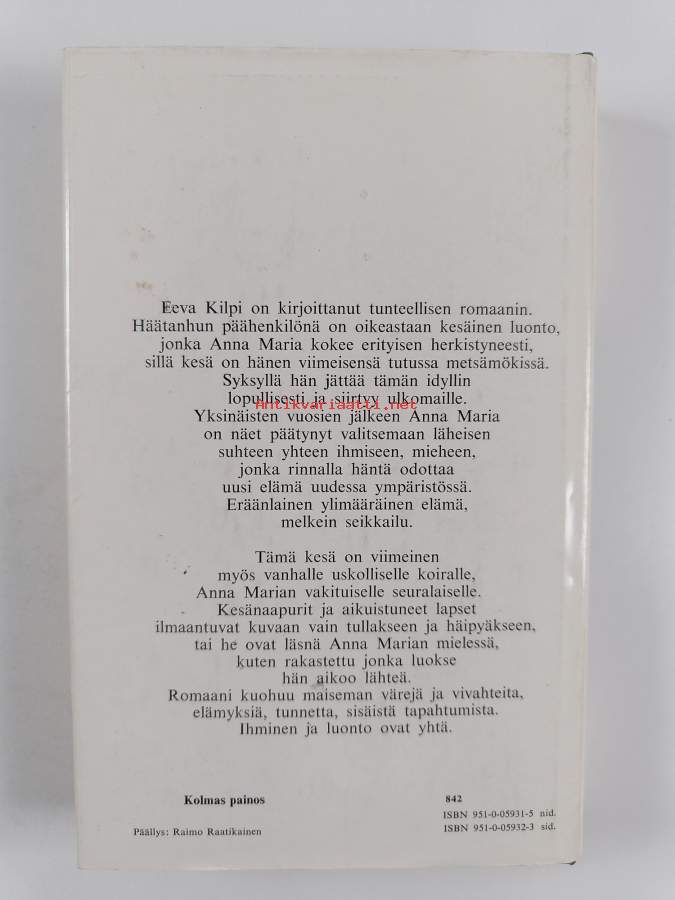 Eeva Kilpi on kirjoittanut tunteellisen romaanin.
Häätanhun päähenkilönä on oikeastaan kesäinen luonto,
jonka Anna Maria kokee erityisen herkistyneesti,
sillä kesä on hänen viimeisensä tutussa metsämökissä.
Syksyllä hän jättää tämän idyllin
lopullisesti ja siirtyy ulkomaille.
Antikvariaatti.net
Yksinäisten vuosien jälkeen Anna Maria
on näet päätynyt valitsemaan läheisen
suhteen yhteen ihmiseen, mieheen,
jonka rinnalla häntä odottaa
uusi elämä uudessa ympäristössä.
Eräänlainen ylimääräinen elämä,
melkein seikkailu.
Tämä kesä on viimeinen
myös vanhalle uskolliselle koiralle,
Anna Marian vakituiselle seuralaiselle.
Kesänaapurit ja aikuistuneet lapset
ilmaantuvat kuvaan vain tullakseen ja häipyäkseen,
tai he ovat läsnä Anna Marian mielessä,
kuten rakastettu jonka luokse
hän aikoo lähteä.
Romaani kuohuu maiseman värejä ja vivahteita,
elämyksiä, tunnetta, sisäistä tapahtumista.
Ihminen ja luonto ovat yhtä.
Kolmas painos
842
ISBN 951-0-05931-5 nid.
ISBN 951-0-05932-3 sid.
Päällys: Raimo Raatikainen